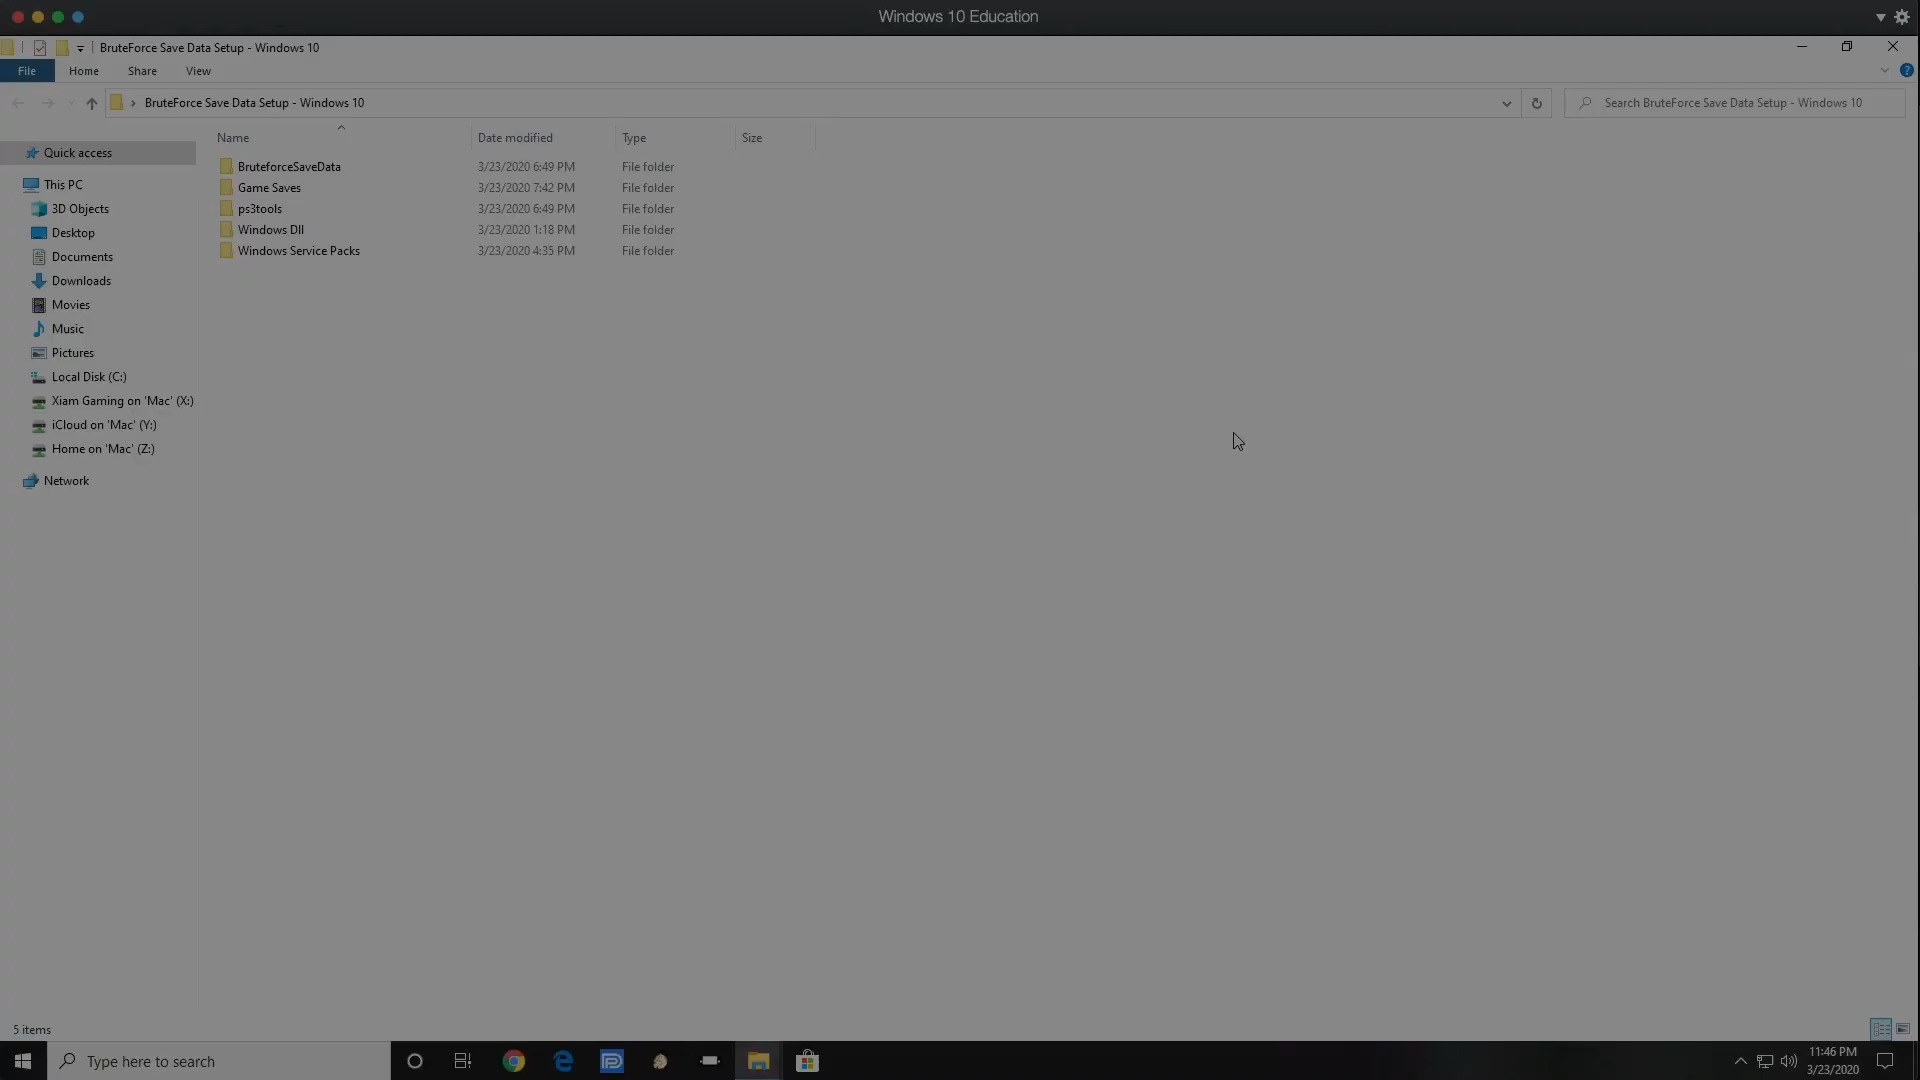 Windows 10 Education
BruteForce Save Data Setup - Windows 10
File Home Share View
BruteForce Save Data Setup - Windows 10
Search BruteForce Save Data Setup - Windows 10
Name Date modified Type Size
Quick access
This PC
3D Objects
Desktop
Documents
Downloads
Movies
Music
Pictures
Local Disk (C:)
Xiam Gaming on 'Mac' (X:)
iCloud on 'Mac' (Y:)
Home on 'Mac' (Z:)
Network
BruteforceSaveData 3/23/2020 6:49 PM File folder
Game Saves 3/23/2020 7:42 PM File folder
ps3tools 3/23/2020 6:49 PM File folder
Windows Dll 3/23/2020 1:18 PM File folder
Windows Service Packs 3/23/2020 4:35 PM File folder
5 items
Type here to search
11:46 PM
3/23/2020